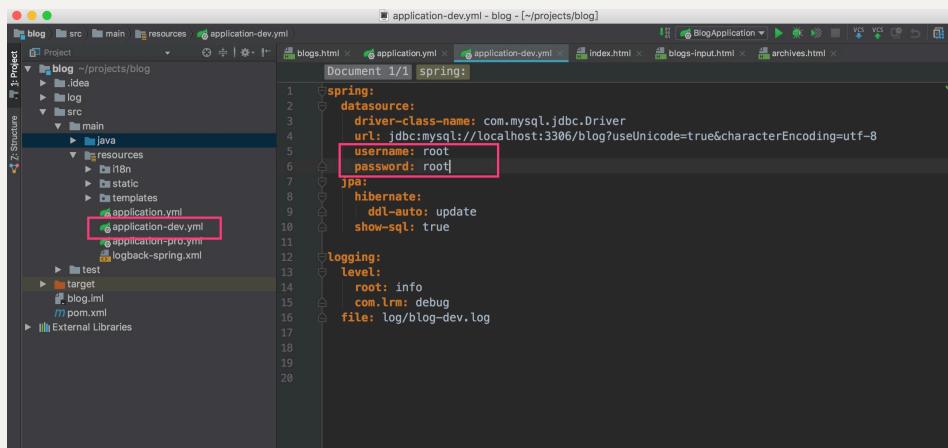 application-dev.yml - blog - [~/projects/blog]
blog src main resources application-dev.yml
BlogApplication
VCS VCS
Project
blogs.html application.yml application-dev.yml index.html blogs-input.html archives.html
1: Project
Z: Structure
blog ~/projects/blog
.idea
log
src
main
java
resources
i18n
static
templates
application.yml
application-dev.yml
application-pro.yml
logback-spring.xml
test
target
blog.iml
pom.xml
External Libraries
Document 1/1 spring:
1 spring:
2 datasource:
3 driver-class-name: com.mysql.jdbc.Driver
4 url: jdbc:mysql://localhost:3306/blog?useUnicode=true&characterEncoding=utf-8
5 username: root
6 password: root
7 jpa:
8 hibernate:
9 ddl-auto: update
10 show-sql: true
11
12 logging:
13 level:
14 root: info
15 com.lrm: debug
16 file: log/blog-dev.log
17
18
19
20